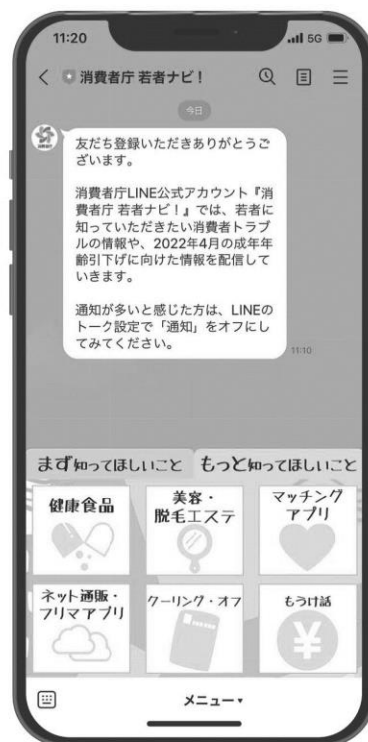 11:20
5G
消費者庁 若者ナビ！
今日
友だち登録いただきありがとうご
ざいます。
消費者庁LINE公式アカウント『消
費者庁 若者ナビ！』では、若者に
知っていただきたい消費者トラブ
ルの情報や、2022年4月の成年年
齢引下げに向けた情報を配信して
いきます。
通知が多いと感じた方は、LINEの
トーク設定で「通知」をオフにし
てみてください。
11:10
まず知ってほしいこと もっと知ってほしいこと
健康食品
美容・
脱毛エステ
マッチング
アプリ
ネット通販・
フリマアプリ
クーリング・オフ
もうけ話
¥
メニュー▾